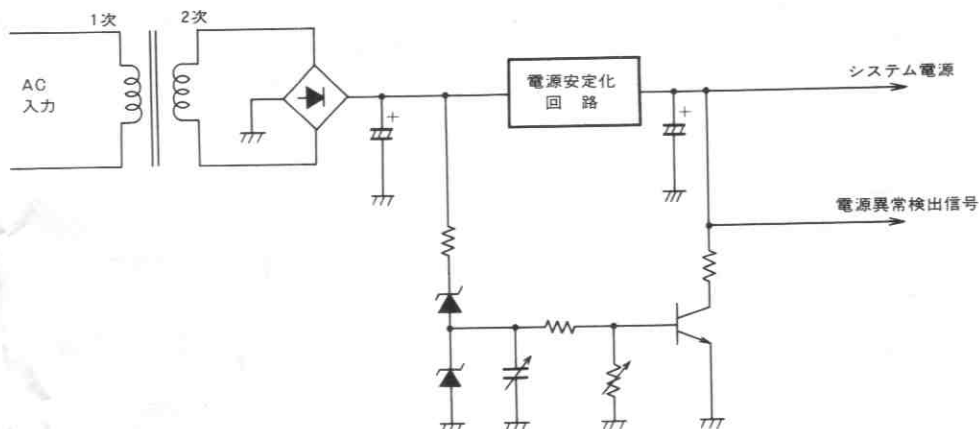 1次
2次
AC
入力
電源安定化
回 路
システム電源
電源異常検出信号
+
+